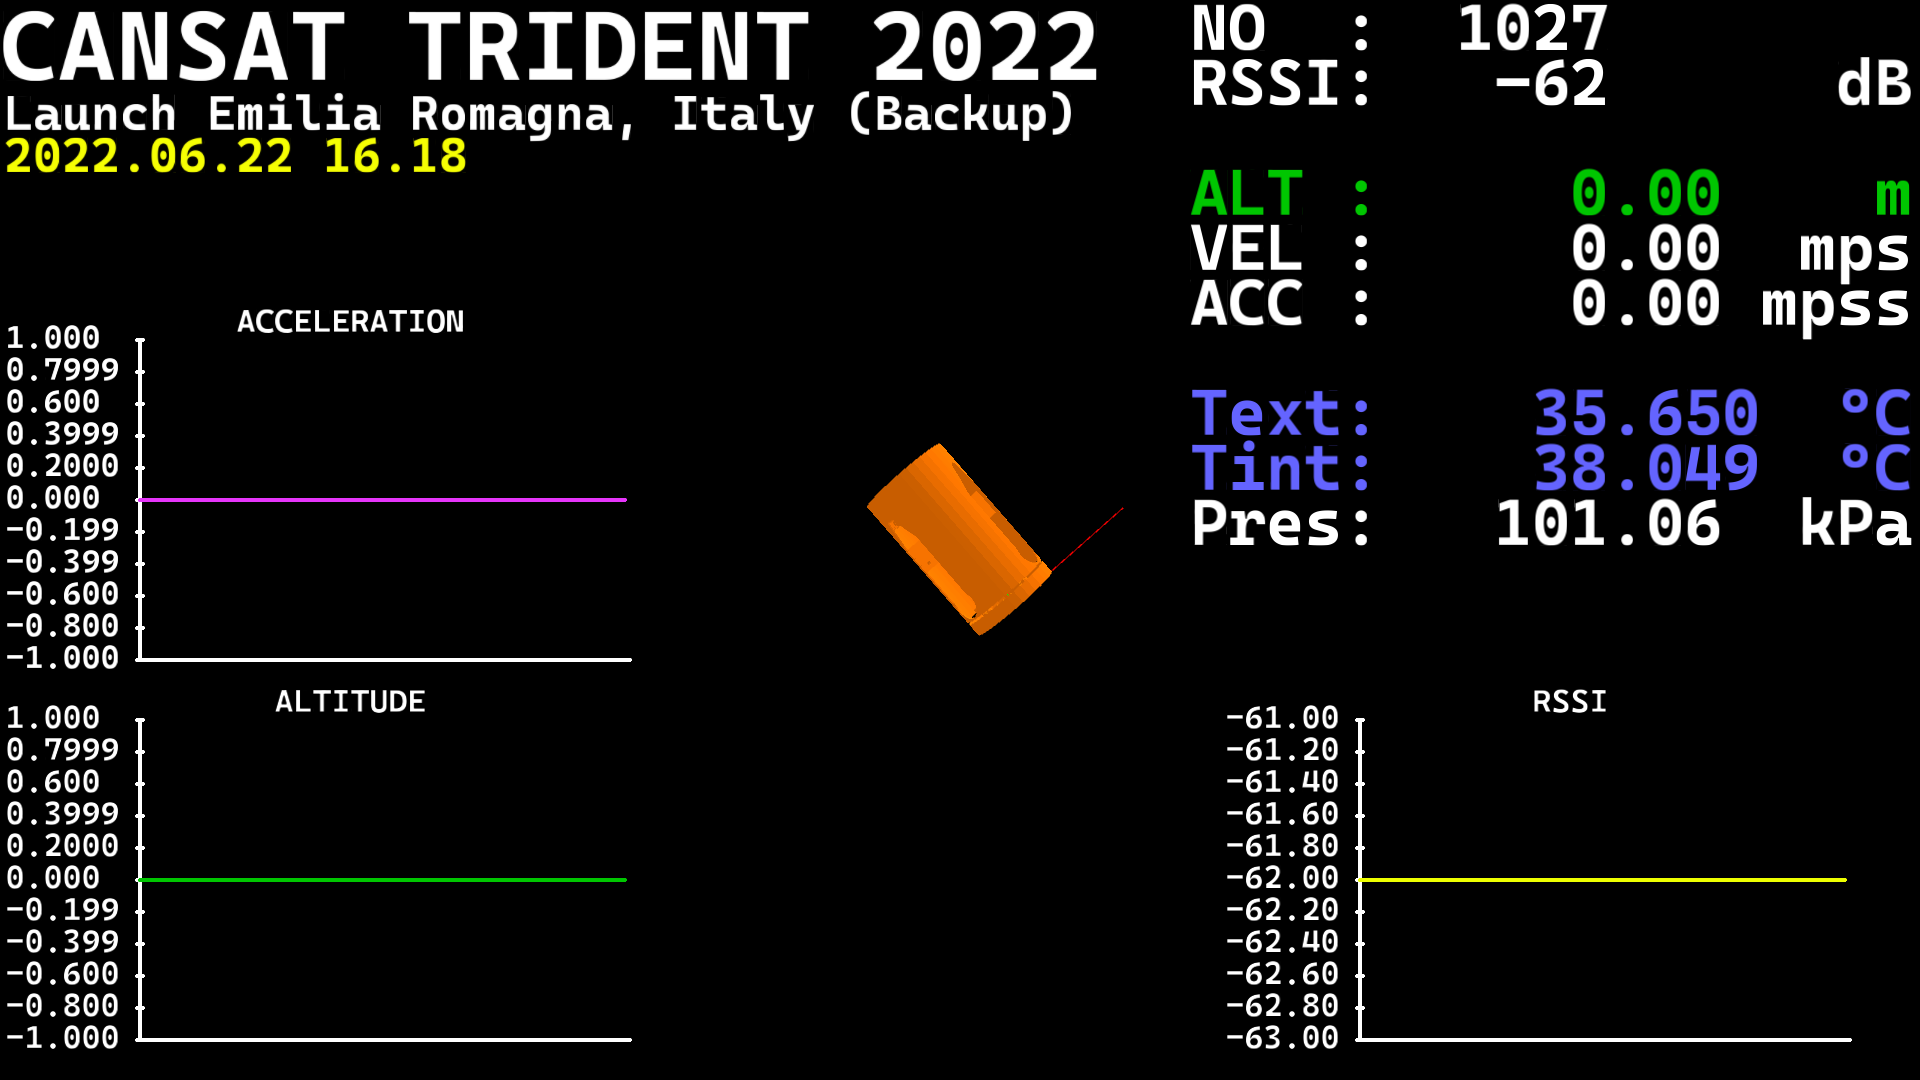 CANSAT TRIDENT 2022
Launch Emilia Romagna, Italy (Backup)
2022.06.22 16.18
NO : 1027
RSSI: -62 dB
ALT : 0.00 m
VEL : 0.00 mps
ACC : 0.00 mpss
Text: 35.650 °C
Tint: 38.049 °C
Pres: 101.06 kPa
ACCELERATION
1.000
0.7999
0.600
0.3999
0.2000
0.000
-0.199
-0.399
-0.600
-0.800
-1.000
ALTITUDE
1.000
0.7999
0.600
0.3999
0.2000
0.000
-0.199
-0.399
-0.600
-0.800
-1.000
RSSI
-61.00
-61.20
-61.40
-61.60
-61.80
-62.00
-62.20
-62.40
-62.60
-62.80
-63.00